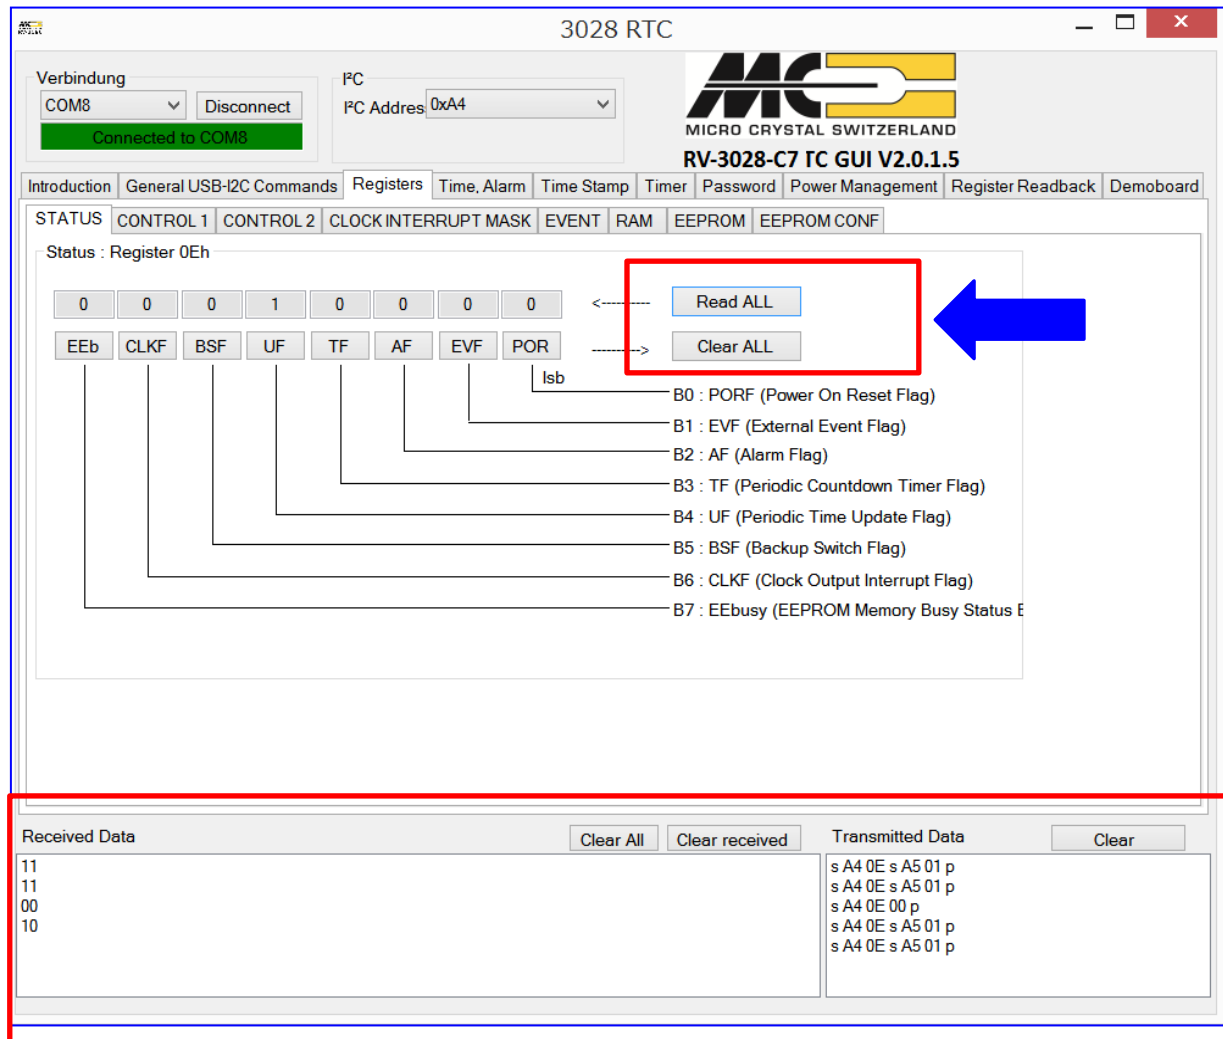 3028 RTC
Verbindung
COM8
Disconnect
Connected to COM8
I²C
I²C Addres
0xA4
MICRO CRYSTAL SWITZERLAND
RV-3028-C7 TC GUI V2.0.1.5
Introduction General USB-I2C Commands Registers Time, Alarm Time Stamp Timer Password Power Management Register Readback Demoboard
STATUS CONTROL 1 CONTROL 2 CLOCK INTERRUPT MASK EVENT RAM EEPROM EEPROM CONF
Status : Register 0Eh
0 0 0 1 0 0 0 0 <---------- Read ALL
EEb CLKF BSF UF TF AF EVF POR ----------> Clear ALL
lsb
B0 : PORF (Power On Reset Flag)
B1 : EVF (External Event Flag)
B2 : AF (Alarm Flag)
B3 : TF (Periodic Countdown Timer Flag)
B4 : UF (Periodic Time Update Flag)
B5 : BSF (Backup Switch Flag)
B6 : CLKF (Clock Output Interrupt Flag)
B7 : EEbusy (EEPROM Memory Busy Status
Received Data
Clear All
Clear received
11
11
00
10
Transmitted Data
Clear
s A4 0E s A5 01 p
s A4 0E s A5 01 p
s A4 0E 00 p
s A4 0E s A5 01 p
s A4 0E s A5 01 p